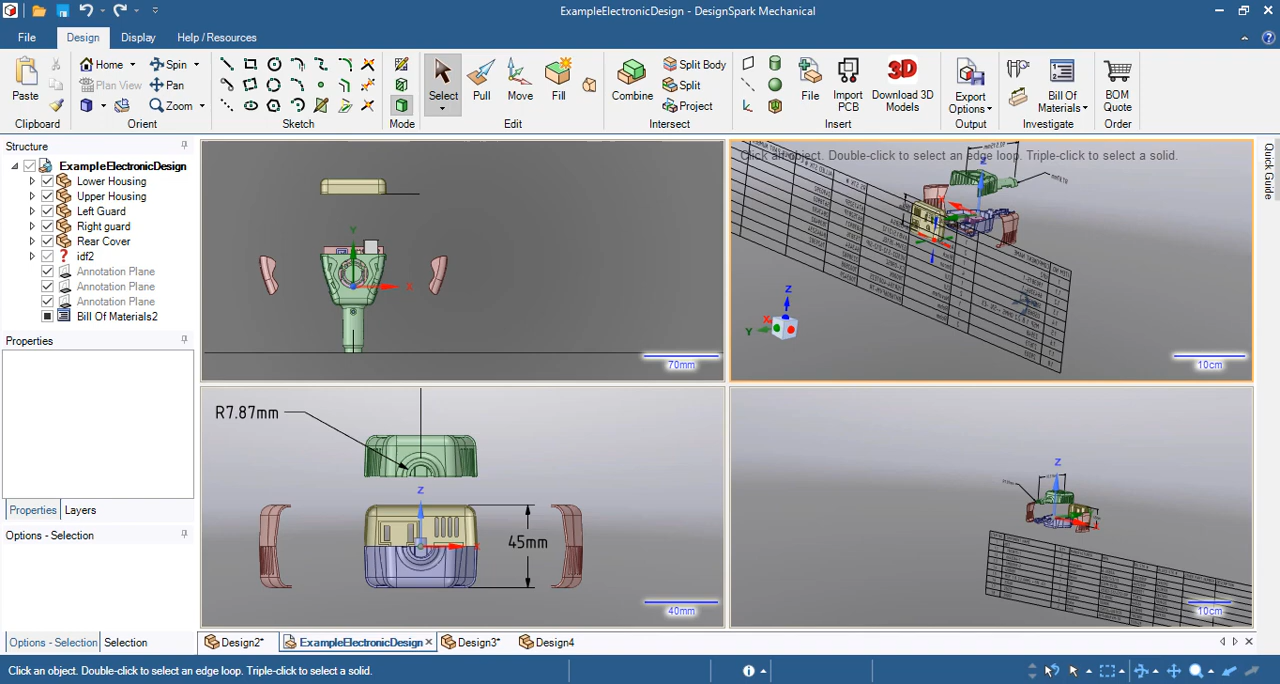 ExampleElectronicDesign - DesignSpark Mechanical
File Design Display Help / Resources
Paste
Clipboard
Home Spin
Plan View Pan
Zoom
Orient
Sketch
Mode
Select Pull Move Fill
Edit
Combine
Split Body
Split
Project
Intersect
File
Import PCB
Download 3D Models
Insert
Export Options
Output
Bill Of Materials
Investigate
BOM Quote
Order
Structure
ExampleElectronicDesign
Lower Housing
Upper Housing
Left Guard
Right guard
Rear Cover
idf2
Annotation Plane
Annotation Plane
Annotation Plane
Bill Of Materials2
Properties
Properties Layers
Options - Selection
Options - Selection Selection
Y
X
70mm
Click an object. Double-click to select an edge loop. Triple-click to select a solid.
Z
Z
X
Y
10cm
R7.87mm
Z
X
45mm
40mm
Z
10cm
Quick Guide
Design2* ExampleElectronicDesign Design3* Design4
Click an object. Double-click to select an edge loop. Triple-click to select a solid.